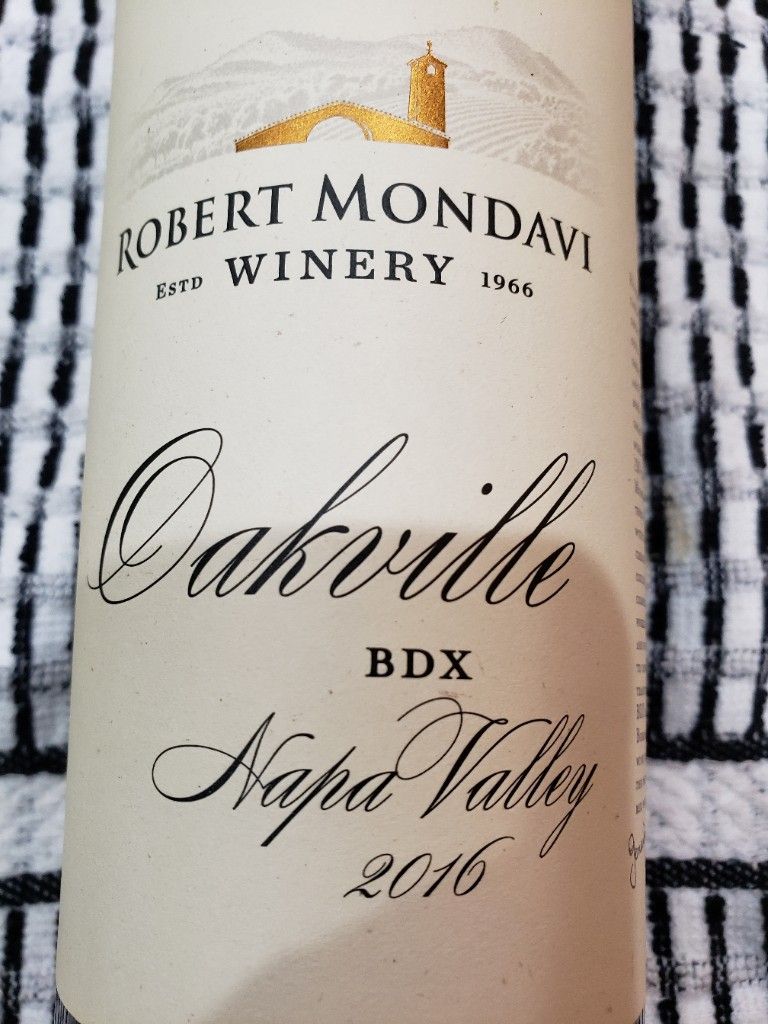 ROBERT MONDAVI
ESTD WINERY 1966
Oakville
BDX
Napa Valley
2016